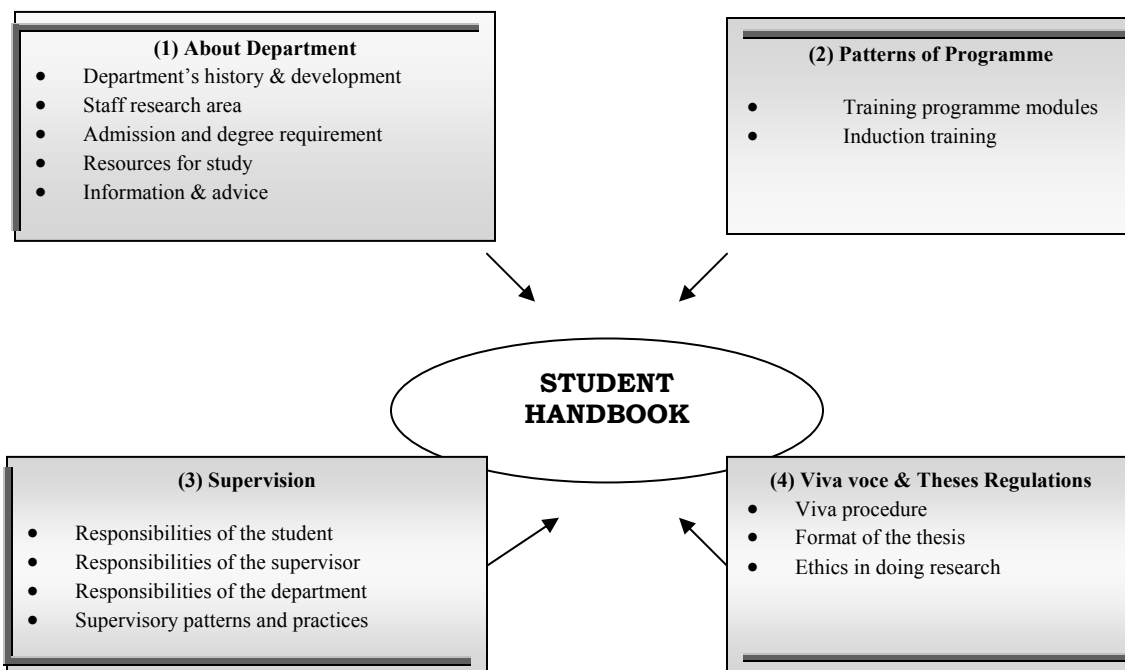 (1) About Department
• Department’s history & development
• Staff research area
• Admission and degree requirement
• Resources for study
• Information & advice
(2) Patterns of Programme
• Training programme modules
• Induction training
STUDENT
HANDBOOK
(3) Supervision
• Responsibilities of the student
• Responsibilities of the supervisor
• Responsibilities of the department
• Supervisory patterns and practices
(4) Viva voce & Theses Regulations
• Viva procedure
• Format of the thesis
• Ethics in doing research